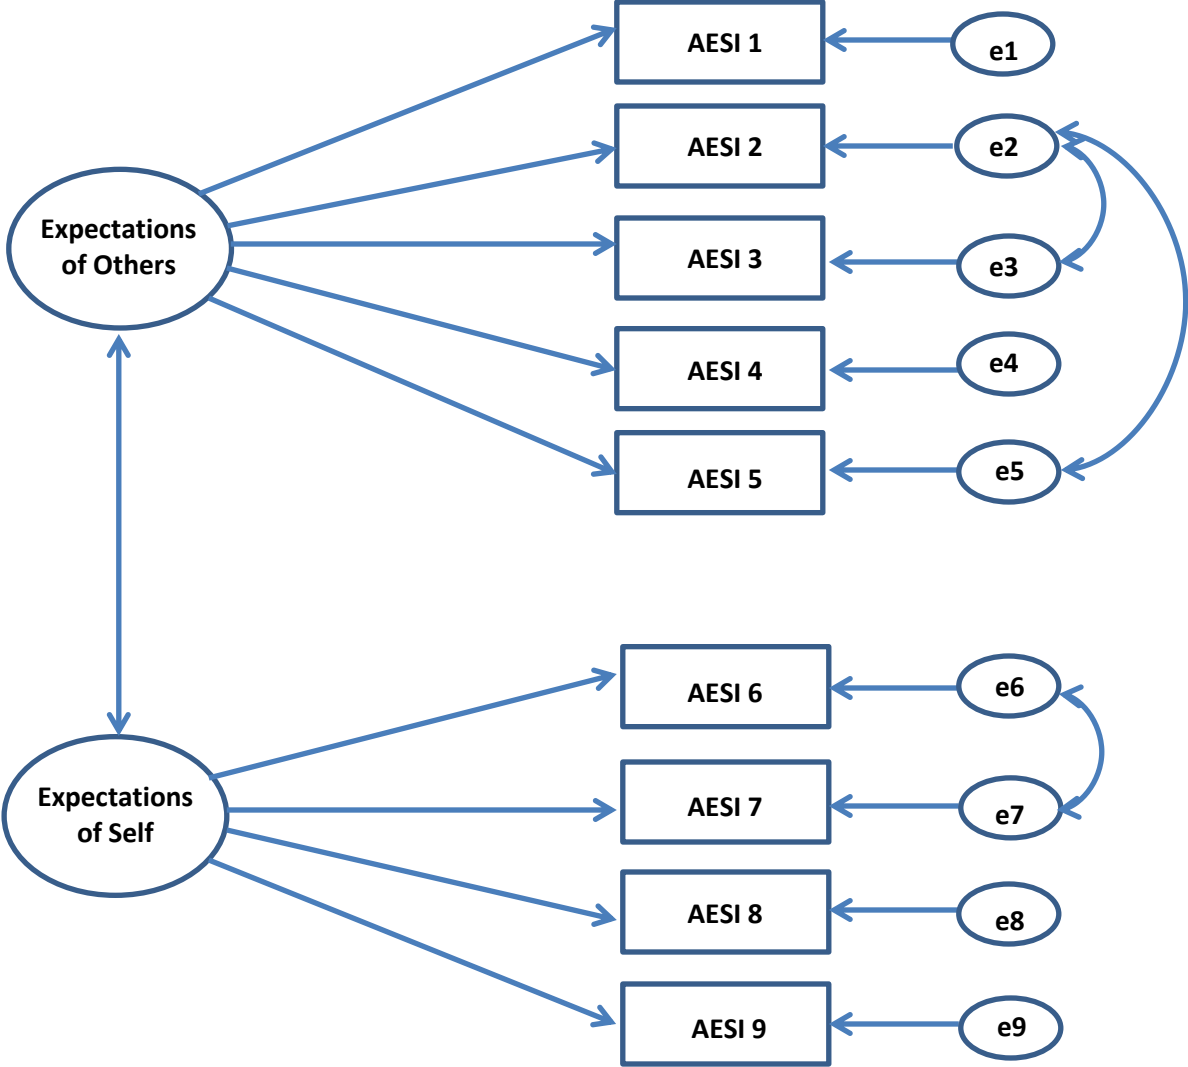 AESI 1
e1
AESI 2
e2
Expectations
of Others
AESI 3
e3
AESI 4
e4
AESI 5
e5
AESI 6
e6
Expectations
of Self
AESI 7
e7
AESI 8
e8
AESI 9
e9